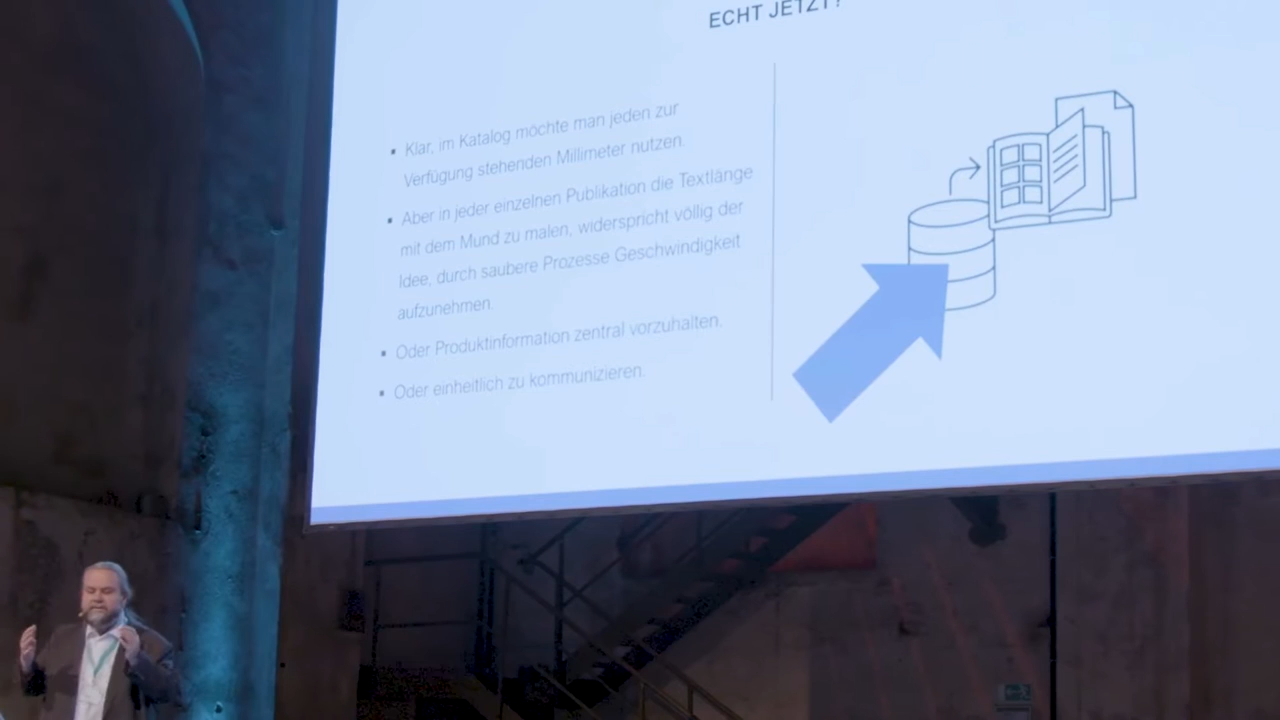 ECHT JETZT?
▪ Klar, im Katalog möchte man jeden zur
Verfügung stehenden Millimeter nutzen.
▪ Aber in jeder einzelnen Publikation die Textlänge
mit dem Mund zu malen, widerspricht völlig der
Idee, durch saubere Prozesse Geschwindigkeit
aufzunehmen.
▪ Oder Produktinformation zentral vorzuhalten.
▪ Oder einheitlich zu kommunizieren.